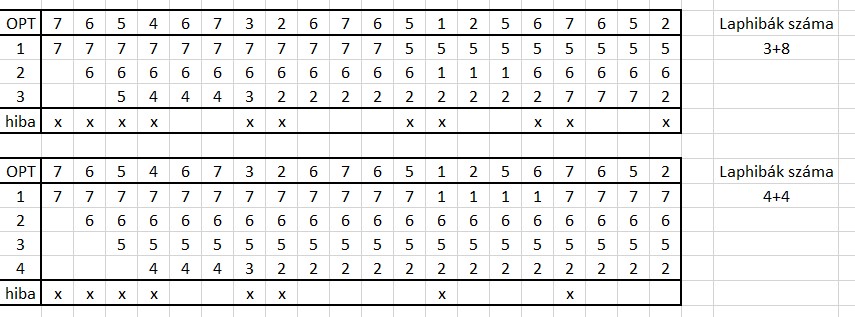 OPT 7 6 5 4 6 7 3 2 6 7 6 5 1 2 5 6 7 6 5 2 Laphibák száma
1 7 7 7 7 7 7 7 7 7 7 7 5 5 5 5 5 5 5 5 5 3+8
2 6 6 6 6 6 6 6 6 6 6 6 1 1 1 6 6 6 6 6
3 5 4 4 4 3 2 2 2 2 2 2 2 2 2 7 7 7 2
hiba x x x x x x x x x x x
OPT 7 6 5 4 6 7 3 2 6 7 6 5 1 2 5 6 7 6 5 2 Laphibák száma
1 7 7 7 7 7 7 7 7 7 7 7 7 1 1 1 1 7 7 7 7 4+4
2 6 6 6 6 6 6 6 6 6 6 6 6 6 6 6 6 6 6 6
3 5 5 5 5 5 5 5 5 5 5 5 5 5 5 5 5 5 5
4 4 4 4 3 2 2 2 2 2 2 2 2 2 2 2 2 2
hiba x x x x x x x x